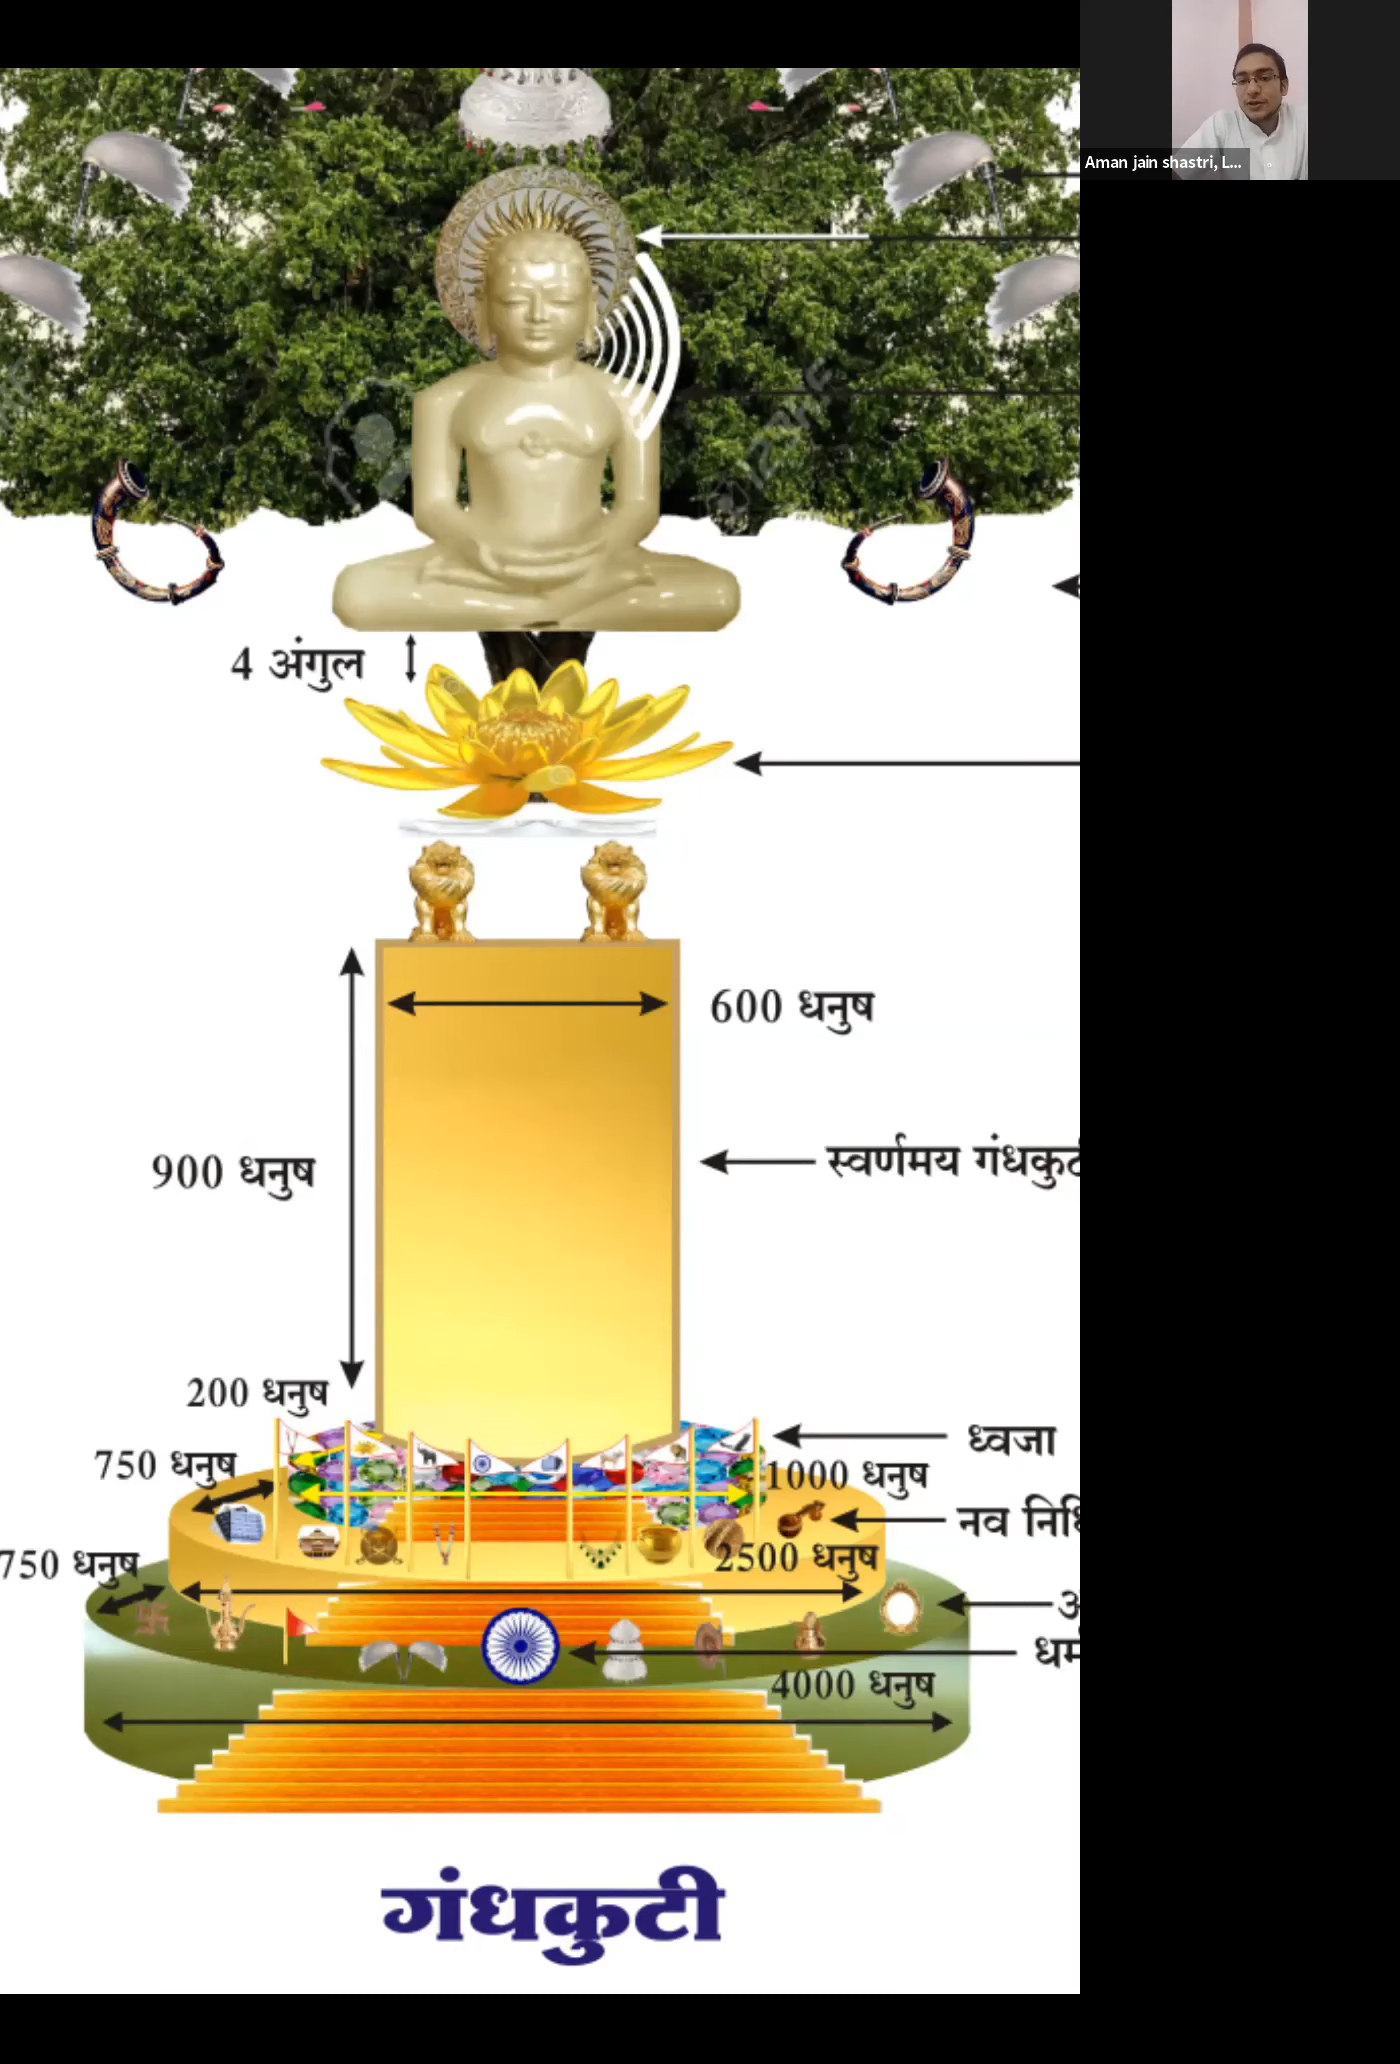 Aman jain shastri, L...
4 अंगुल
600 धनुष
900 धनुष
स्वर्णमय
200 धनुष
ध्वजा
750 धनुष
1000 धनुष
नव
750 धनुष
2500 धनुष
4000 धनुष
गंधकुटी